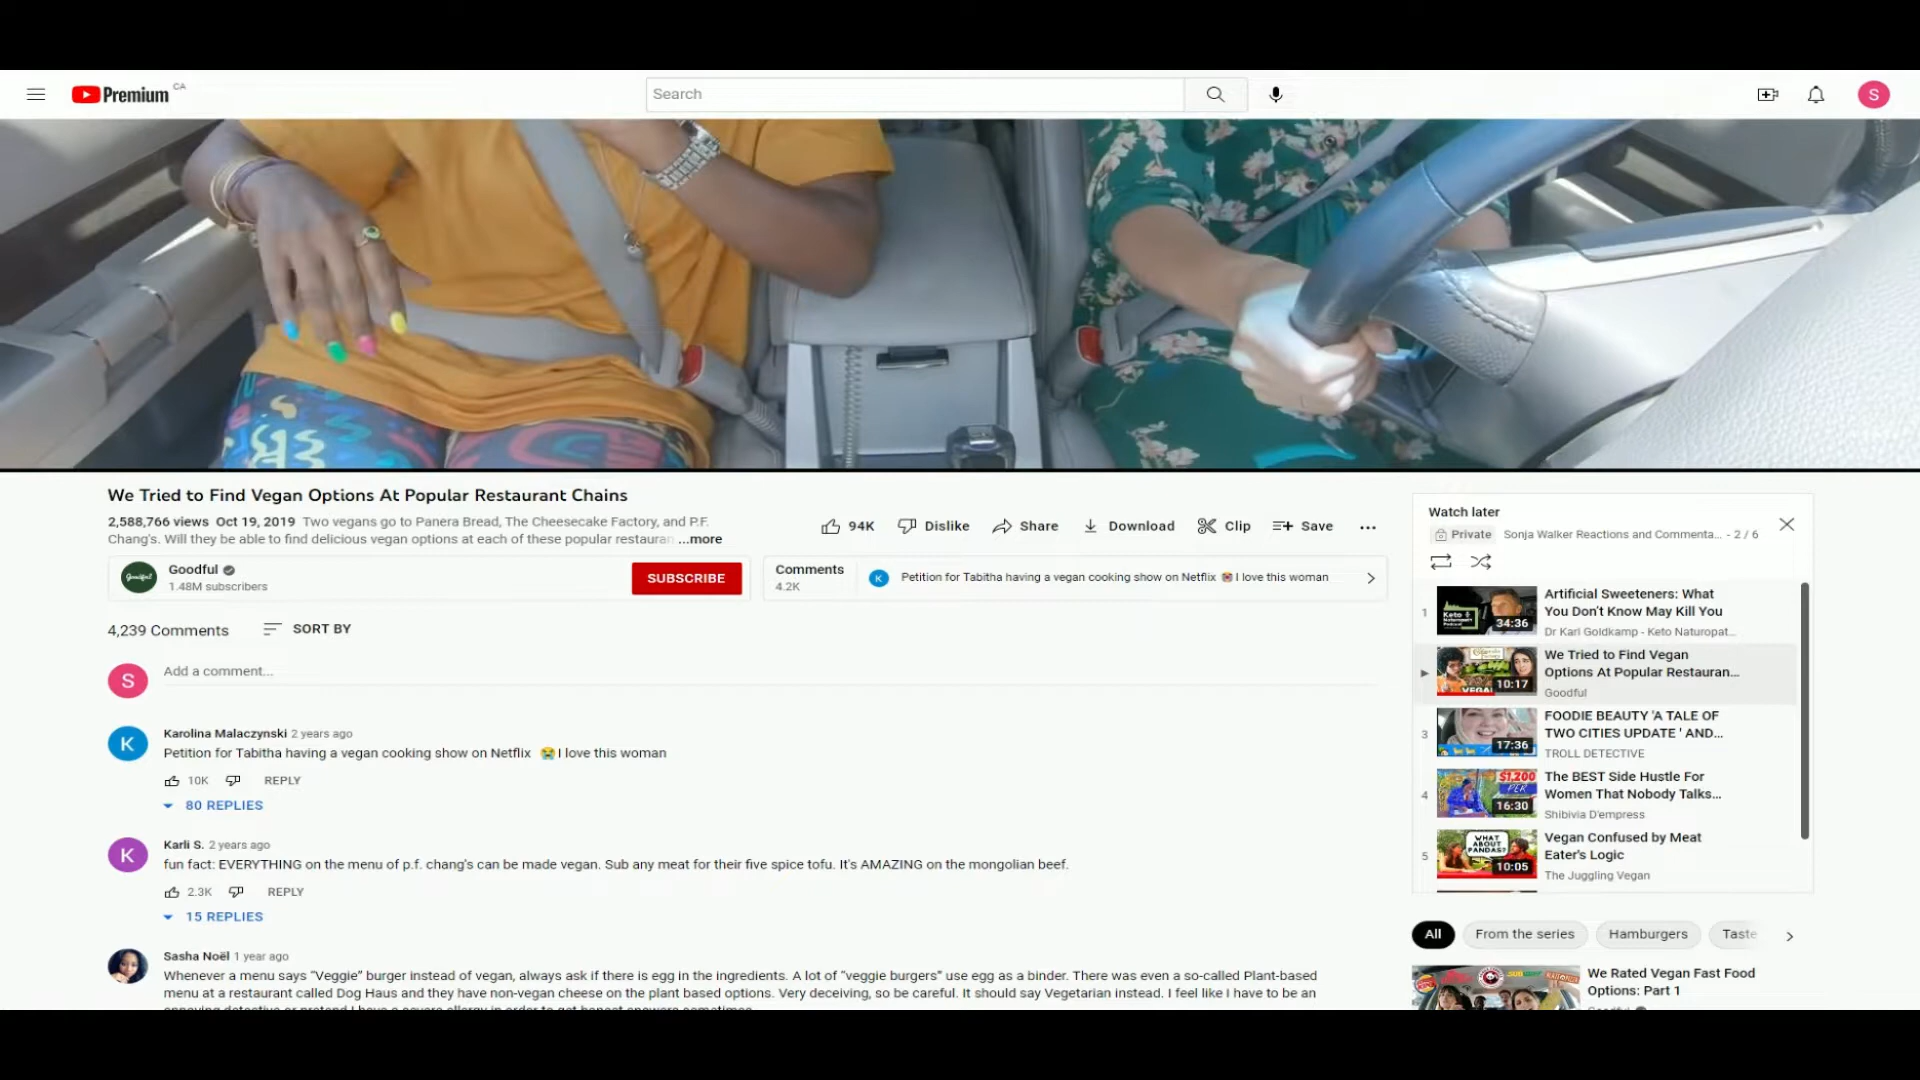 Premium CA
Search
S
We Tried to Find Vegan Options At Popular Restaurant Chains
2,588,766 views Oct 19, 2019 Two vegans go to Panera Bread, The Cheesecake Factory, and P.F.
Chang's. Will they be able to find delicious vegan options at each of these popular restauran ...more
94K Dislike Share Download Clip Save
Goodful
1.48M subscribers
SUBSCRIBE
Comments
4.2K
K Petition for Tabitha having a vegan cooking show on Netflix 😭 I love this woman
4,239 Comments SORT BY
S Add a comment...
K
Karolina Malaczynski 2 years ago
Petition for Tabitha having a vegan cooking show on Netflix 😭 I love this woman
10K REPLY
80 REPLIES
K
Karli S. 2 years ago
fun fact: EVERYTHING on the menu of p.f. chang's can be made vegan. Sub any meat for their five spice tofu. It's AMAZING on the mongolian beef.
2.3K REPLY
15 REPLIES
Sasha Noël 1 year ago
Whenever a menu says “Veggie” burger instead of vegan, always ask if there is egg in the ingredients. A lot of “veggie burgers” use egg as a binder. There was even a so-called Plant-based
menu at a restaurant called Dog Haus and they have non-vegan cheese on the plant based options. Very deceiving, so be careful. It should say Vegetarian instead. I feel like I have to be an
Watch later
Private Sonja Walker Reactions and Commenta... - 2 / 6
1
Keto
34:36
Artificial Sweeteners: What
You Don't Know May Kill You
Dr Karl Goldkamp - Keto Naturopat...
VEGAN
10:17
We Tried to Find Vegan
Options At Popular Restauran...
Goodful
3
17:36
FOODIE BEAUTY 'A TALE OF
TWO CITIES UPDATE ' AND...
TROLL DETECTIVE
4
$1,200
PER
16:30
The BEST Side Hustle For
Women That Nobody Talks...
Shibivia D'empress
5
WHAT
ABOUT
PANDAS?
10:05
Vegan Confused by Meat
Eater's Logic
The Juggling Vegan
All From the series Hamburgers Taste
We Rated Vegan Fast Food
Options: Part 1